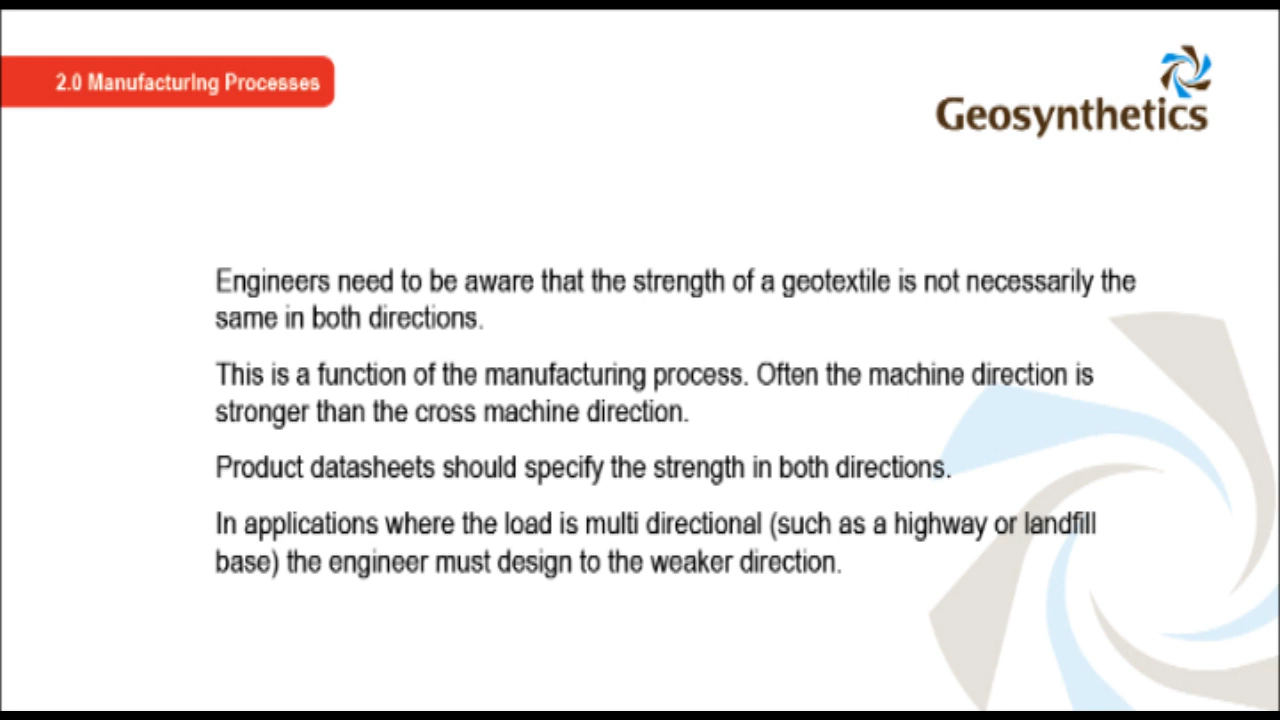 2.0 Manufacturing Processes
Geosynthetics
Engineers need to be aware that the strength of a geotextile is not necessarily the
same in both directions.
This is a function of the manufacturing process. Often the machine direction is
stronger than the cross machine direction.
Product datasheets should specify the strength in both directions.
In applications where the load is multi directional (such as a highway or landfill
base) the engineer must design to the weaker direction.